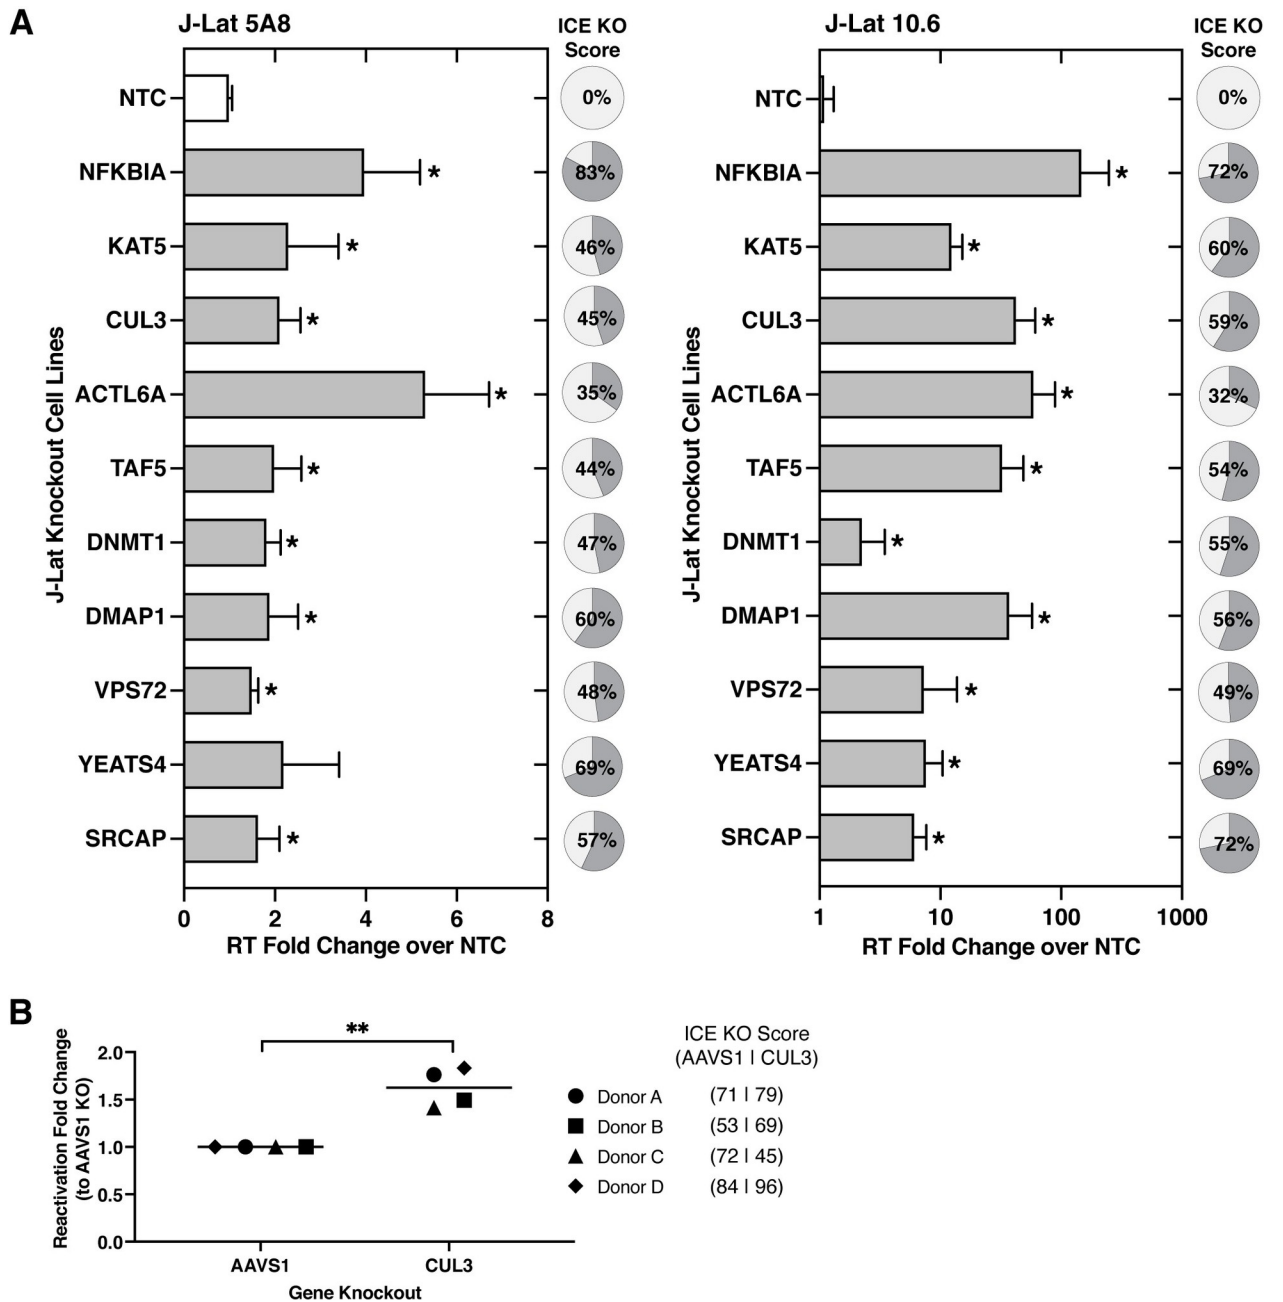 A
J-Lat 5A8
ICE KO
Score
J-Lat Knockout Cell Lines
NTC
0%
NFKBIA
*
83%
KAT5
*
46%
CUL3
*
45%
ACTL6A
*
35%
TAF5
*
44%
DNMT1
*
47%
DMAP1
*
60%
VPS72
*
48%
YEATS4
69%
SRCAP
*
57%
0 2 4 6 8
RT Fold Change over NTC
J-Lat 10.6
ICE KO
Score
J-Lat Knockout Cell Lines
NTC
0%
NFKBIA
*
72%
KAT5
*
60%
CUL3
*
59%
ACTL6A
*
32%
TAF5
*
54%
DNMT1
*
55%
DMAP1
*
56%
VPS72
*
49%
YEATS4
*
69%
SRCAP
*
72%
1 10 100 1000
RT Fold Change over NTC
B
Reactivation Fold Change
(to AAVS1 KO)
2.0
1.5
1.0
0.5
0.0
**
AAVS1 CUL3
Gene Knockout
ICE KO Score
(AAVS1 | CUL3)
Donor A (71 | 79)
Donor B (53 | 69)
Donor C (72 | 45)
Donor D (84 | 96)